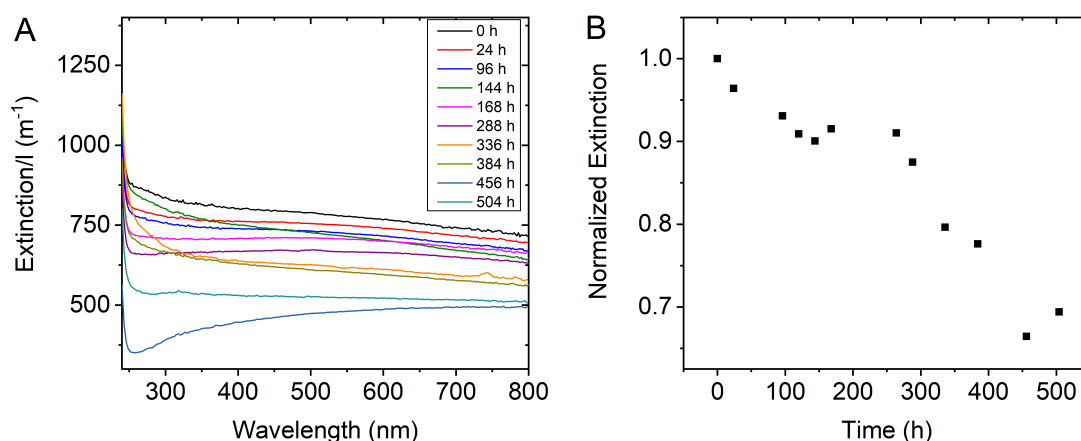 A
Extinction/l (m⁻¹)
1250
1000
750
500
300 400 500 600 700 800
Wavelength (nm)
0 h
24 h
96 h
144 h
168 h
288 h
336 h
384 h
456 h
504 h
B
Normalized Extinction
1.0
0.9
0.8
0.7
0 100 200 300 400 500
Time (h)